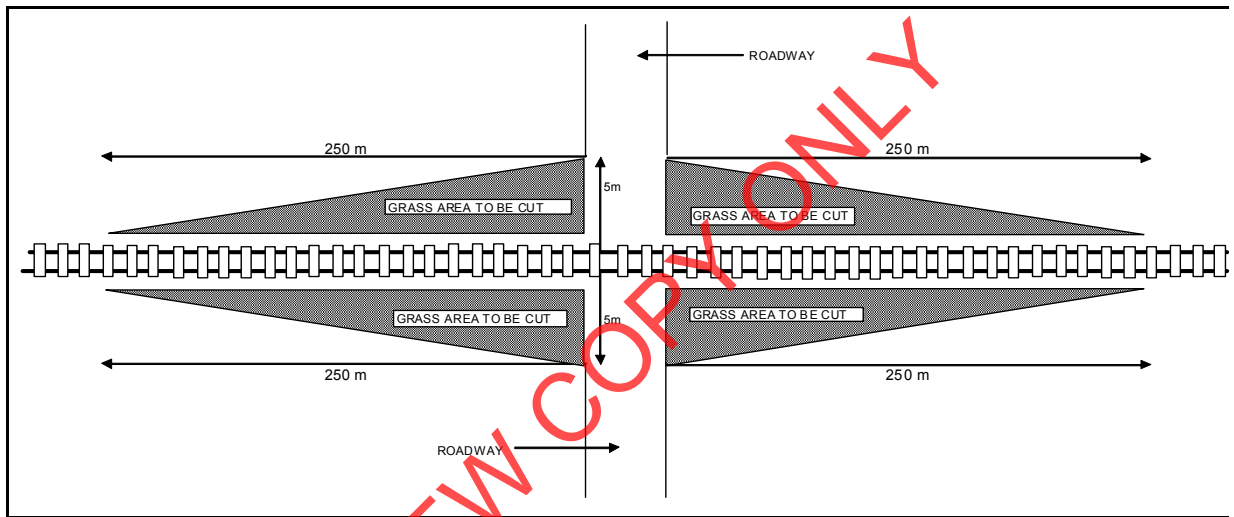 ROADWAY
250 m
250 m
5m
GRASS AREA TO BE CUT
GRASS AREA TO BE CUT
GRASS AREA TO BE CUT
5m
GRASS AREA TO BE CUT
250 m
250 m
ROADWAY
EW COPY ONLY